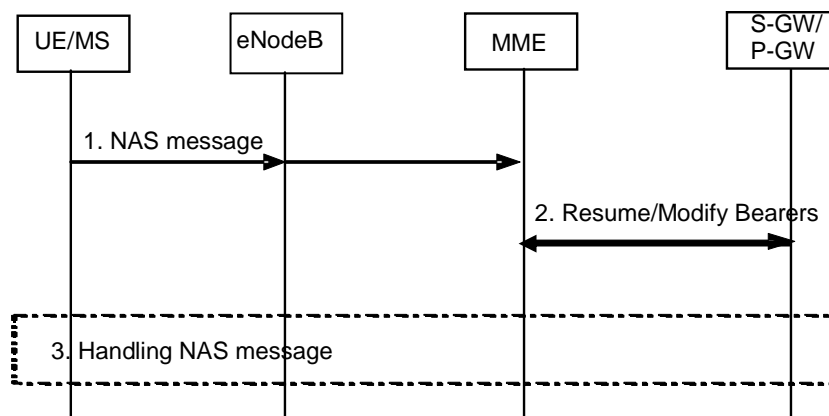 UE/MS
eNodeB
MME
S-GW/
P-GW
1. NAS message
2. Resume/Modify Bearers
3. Handling NAS message